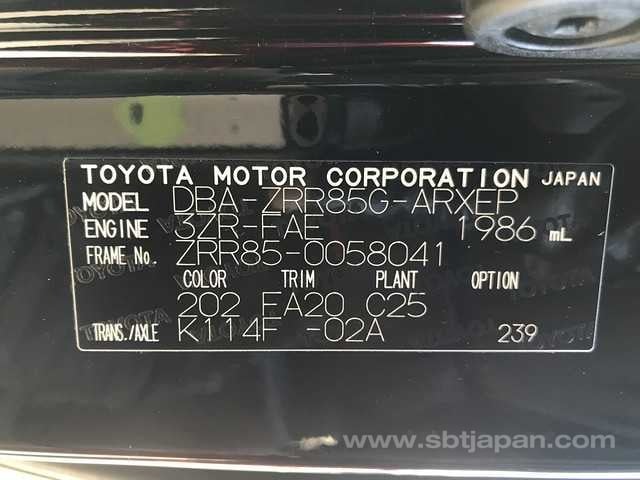 TOYOTA MOTOR CORPORATION JAPAN
MODEL DBA-ZRR85G-ARXEP
ENGINE 3ZR-FAE 1986 mL
FRAME No. ZRR85-0058041
COLOR TRIM PLANT OPTION
202 EA20 C25
TRANS./AXLE K114F -02A 239
www.sbtjapan.com